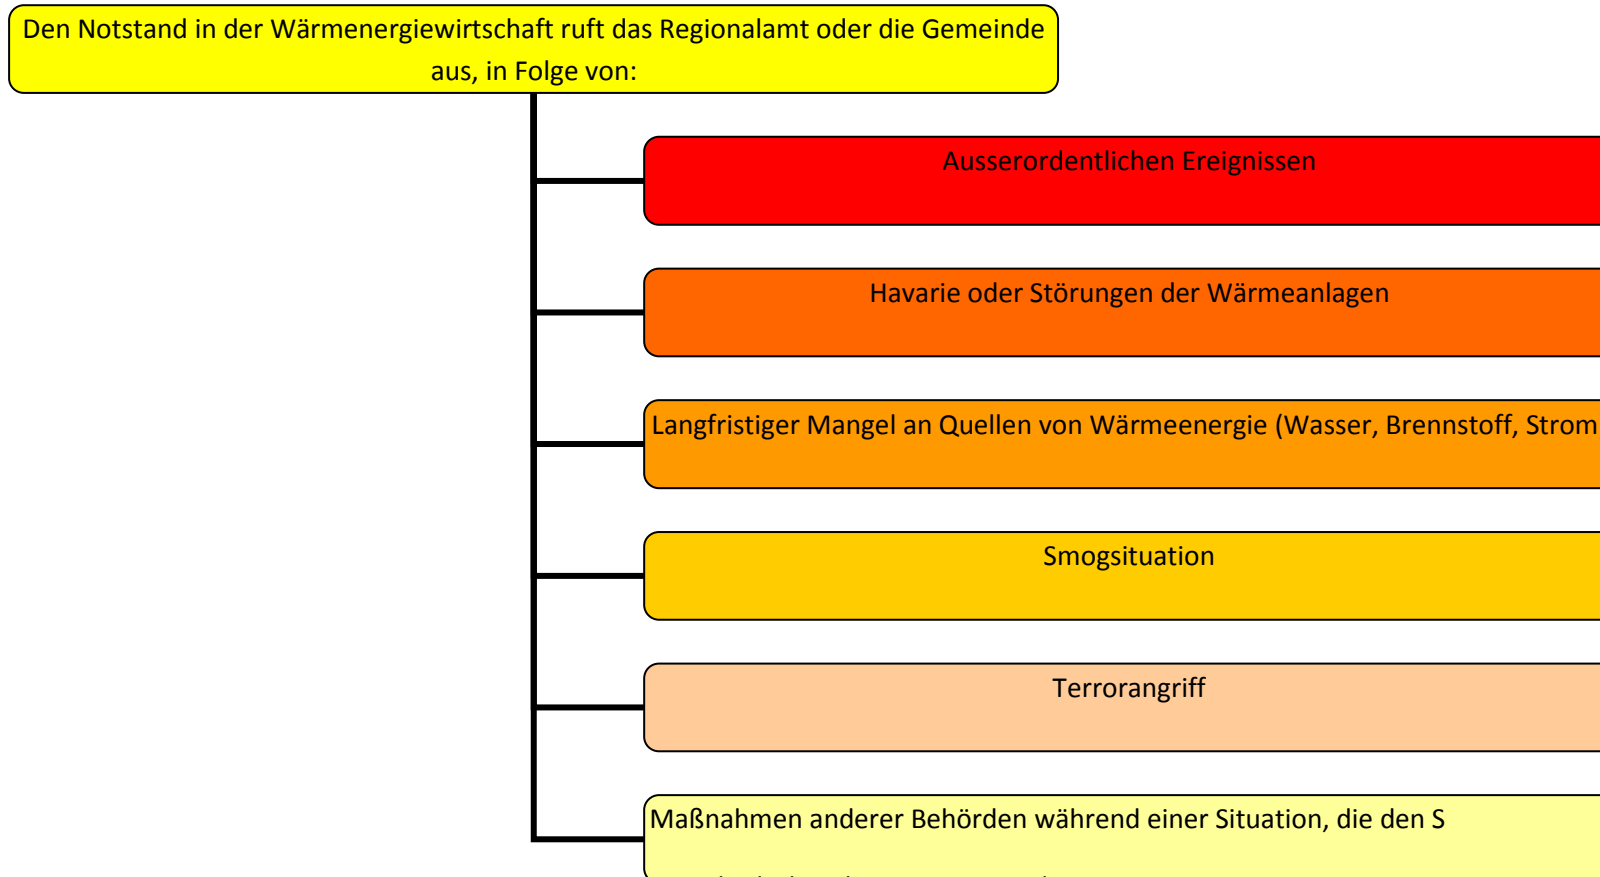 Den Notstand in der Wärmenergiewirtschaft ruft das Regionalamt oder die Gemeinde
aus, in Folge von:
Ausserordentlichen Ereignissen
Havarie oder Störungen der Wärmeanlagen
Langfristiger Mangel an Quellen von Wärmeenergie (Wasser, Brennstoff, Strom
Smogsituation
Terrorangriff
Maßnahmen anderer Behörden während einer Situation, die den S